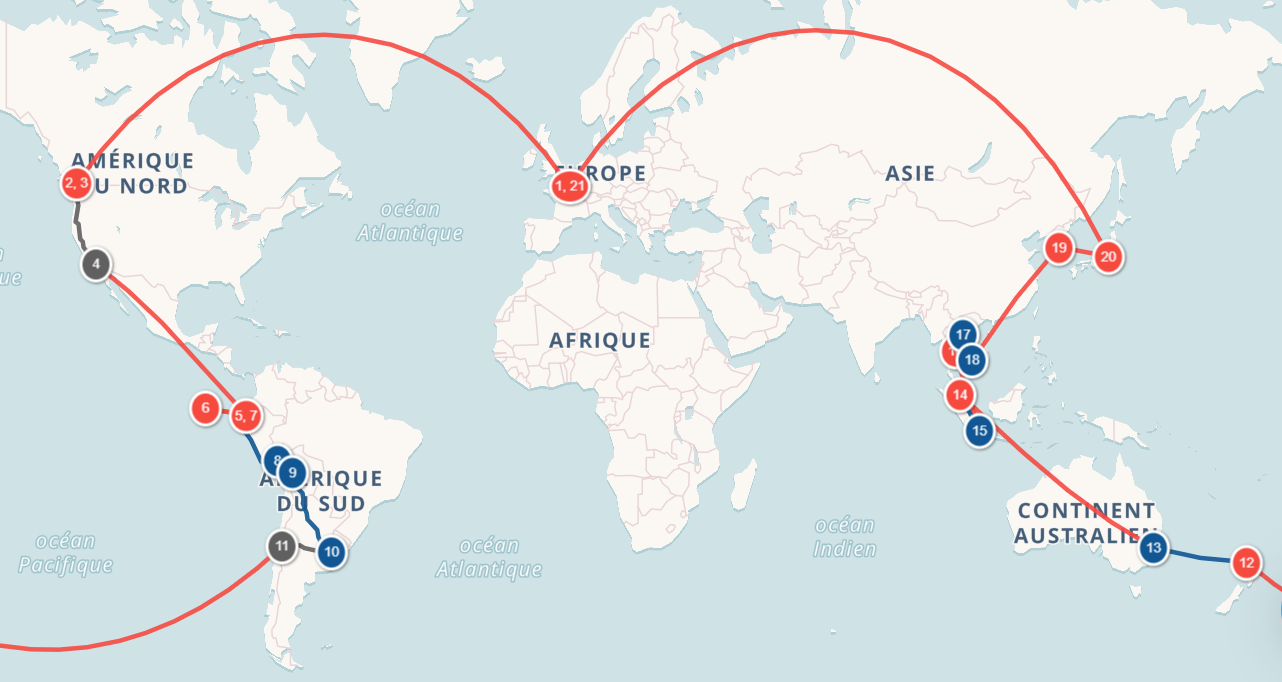 AMÉRIQUE
DU NORD
2, 3
4
océan
Atlantique
EUROPE
1, 21
ASIE
19
20
AFRIQUE
17
18
14
15
6
5, 7
8
9
AMÉRIQUE
DU SUD
11
10
océan
Pacifique
océan
Atlantique
océan
Indien
CONTINENT
AUSTRALIEN
13
12